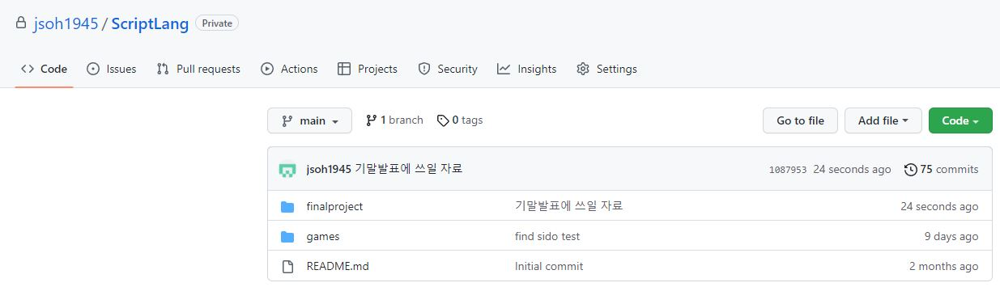 jsoh1945 / ScriptLang Private
Code Issues Pull requests Actions Projects Security Insights Settings
main 1 branch 0 tags Go to file Add file Code
jsoh1945 기말발표에 쓰일 자료 1087953 24 seconds ago 75 commits
finalproject 기말발표에 쓰일 자료 24 seconds ago
games find sido test 9 days ago
README.md Initial commit 2 months ago